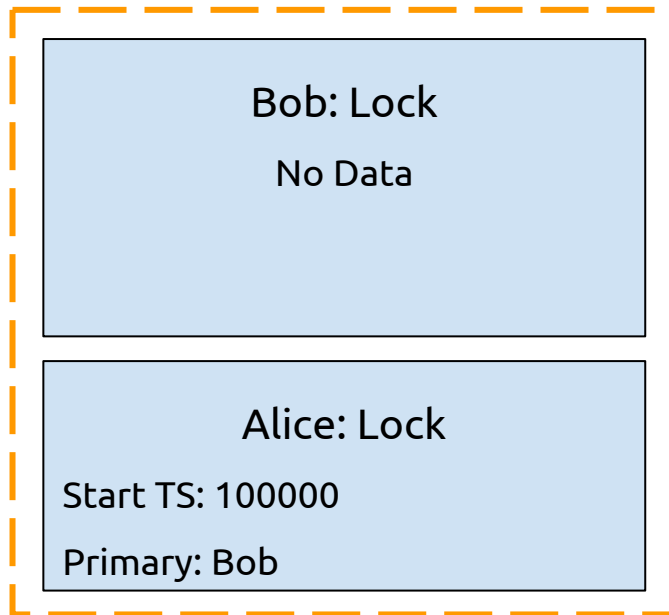 Bob: Lock
No Data
Alice: Lock
Start TS: 100000
Primary: Bob